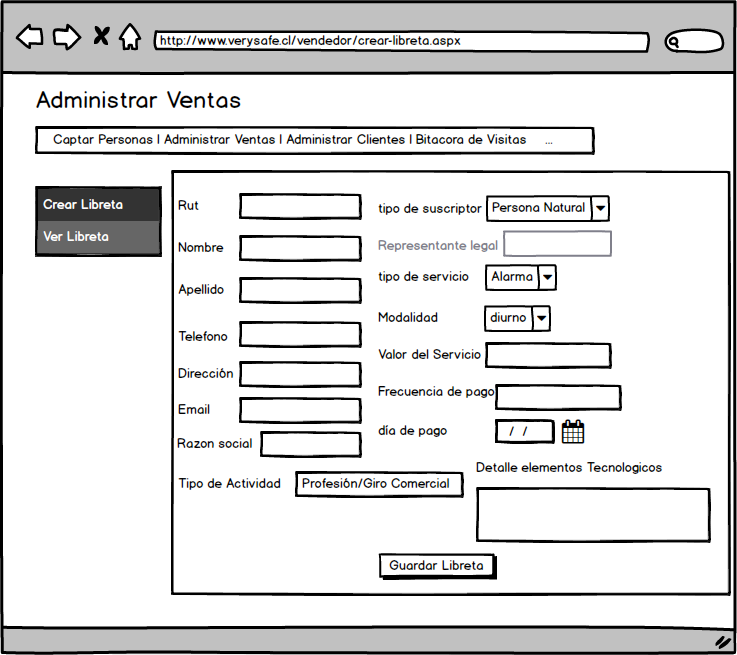 http://www.verysafe.cl/vendedor/crear-libreta.aspx
Administrar Ventas
Captar Personas | Administrar Ventas | Administrar Clientes | Bitacora de Visitas ...
Crear Libreta
Ver Libreta
Rut
Nombre
Apellido
Telefono
Dirección
Email
Razon social
Tipo de Actividad Profesión/Giro Comercial
tipo de suscriptor Persona Natural
Representante legal
tipo de servicio Alarma
Modalidad diurno
Valor del Servicio
Frecuencia de pago
día de pago / /
Detalle elementos Tecnologicos
Guardar Libreta